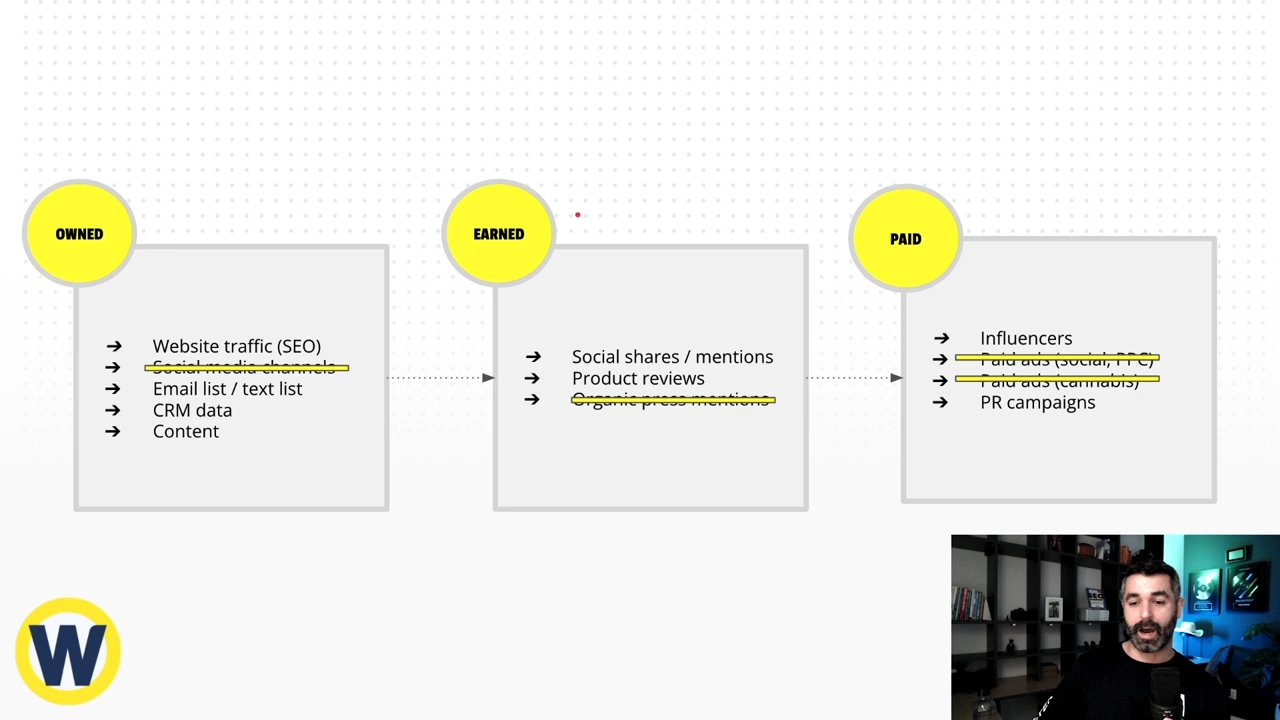 OWNED
Website traffic (SEO)
Social media channels
Email list / text list
CRM data
Content
EARNED
Social shares / mentions
Product reviews
Organic press mentions
PAID
Influencers
Paid ads (social, PPC)
Paid ads (cannabis)
PR campaigns
W